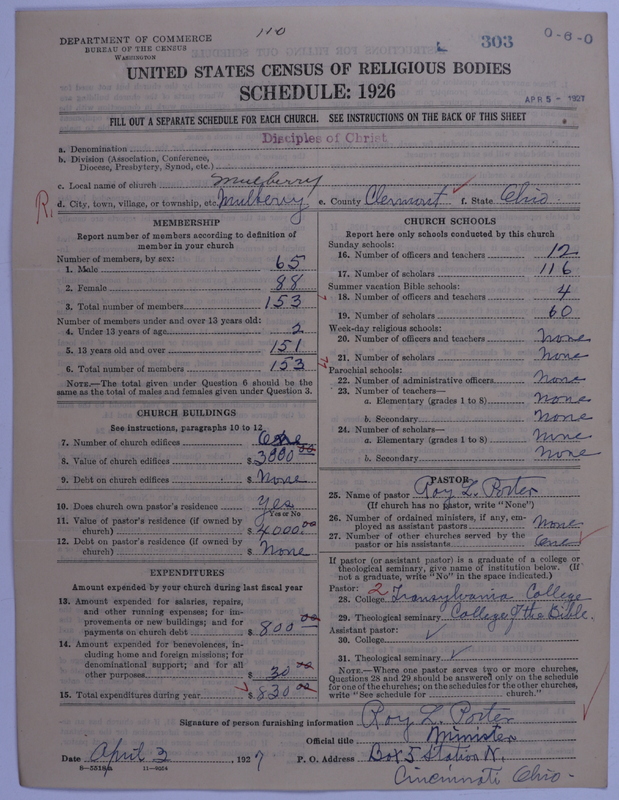 110
DEPARTMENT OF COMMERCE
BUREAU OF THE CENSUS
WASHINGTON
303
0-8-0
UNITED STATES CENSUS OF RELIGIOUS BODIES
SCHEDULE: 1926
APR 5 - 1927
FILL OUT A SEPARATE SCHEDULE FOR EACH CHURCH. SEE INSTRUCTIONS ON THE BACK OF THIS SHEET
Disciples of Christ
a. Denomination
b. Division (Association, Conference, Diocese, Presbytery, Synod, etc.)
c. Local name of church Mulberry
R, d. City, town, village, or township, etc. Mulberry e. County Clermont f. State Ohio
MEMBERSHIP
Report number of members according to definition of member in your church
Number of members, by sex:
1. Male 65
2. Female 88
3. Total number of members 153
Number of members under and over 13 years old:
4. Under 13 years of age 2
5. 13 years old and over 151
6. Total number of members 153
NOTE.—The total given under Question 6 should be the same as the total of males and females given under Question 3.
CHURCH BUILDINGS
See instructions, paragraphs 10 to 12
7. Number of church edifices One
8. Value of church edifices $ 3000 00
9. Debt on church edifices $ None
10. Does church own pastor's residence Yes
Yes or No
11. Value of pastor's residence (if owned by church) $ 4000.00
12. Debt on pastor's residence (if owned by church) $ None
EXPENDITURES
Amount expended by your church during last fiscal year
13. Amount expended for salaries, repairs, and other running expenses; for improvements or new buildings; and for payments on church debt $ 800 00
14. Amount expended for benevolences, including home and foreign missions; for denominational support; and for all other purposes $ 30 00
15. Total expenditures during year $ 830 00
CHURCH SCHOOLS
Report here only schools conducted by this church
Sunday schools:
16. Number of officers and teachers 12
17. Number of scholars 116
Summer vacation Bible schools:
18. Number of officers and teachers 4
19. Number of scholars 60
Week-day religious schools:
20. Number of officers and teachers None
21. Number of scholars None
Parochial schools:
22. Number of administrative officers None
23. Number of teachers—
a. Elementary (grades 1 to 8) None
b. Secondary None
24. Number of scholars—
a. Elementary (grades 1 to 8) None
b. Secondary None
PASTOR
25. Name of pastor Roy L. Porter
(If church has no pastor, write "None")
26. Number of ordained ministers, if any, employed as assistant pastors None
27. Number of other churches served by the pastor or his assistants One
If pastor (or assistant pastor) is a graduate of a college or theological seminary, give name of institution below. (If not a graduate, write "No" in the space indicated.)
Pastor: 2
28. College Transylvania College
29. Theological seminary College of the Bible.
Assistant pastor:
30. College
31. Theological seminary
NOTE.—Where one pastor serves two or more churches, Questions 28 and 29 should be answered only on the schedule for one of the churches; on the schedules for the other churches, write "See schedule for church."
Signature of person furnishing information Roy L. Porter
Official title Minister
Date April 3, 1927 P. O. Address Box 5 Station N.
Cincinnati Ohio.